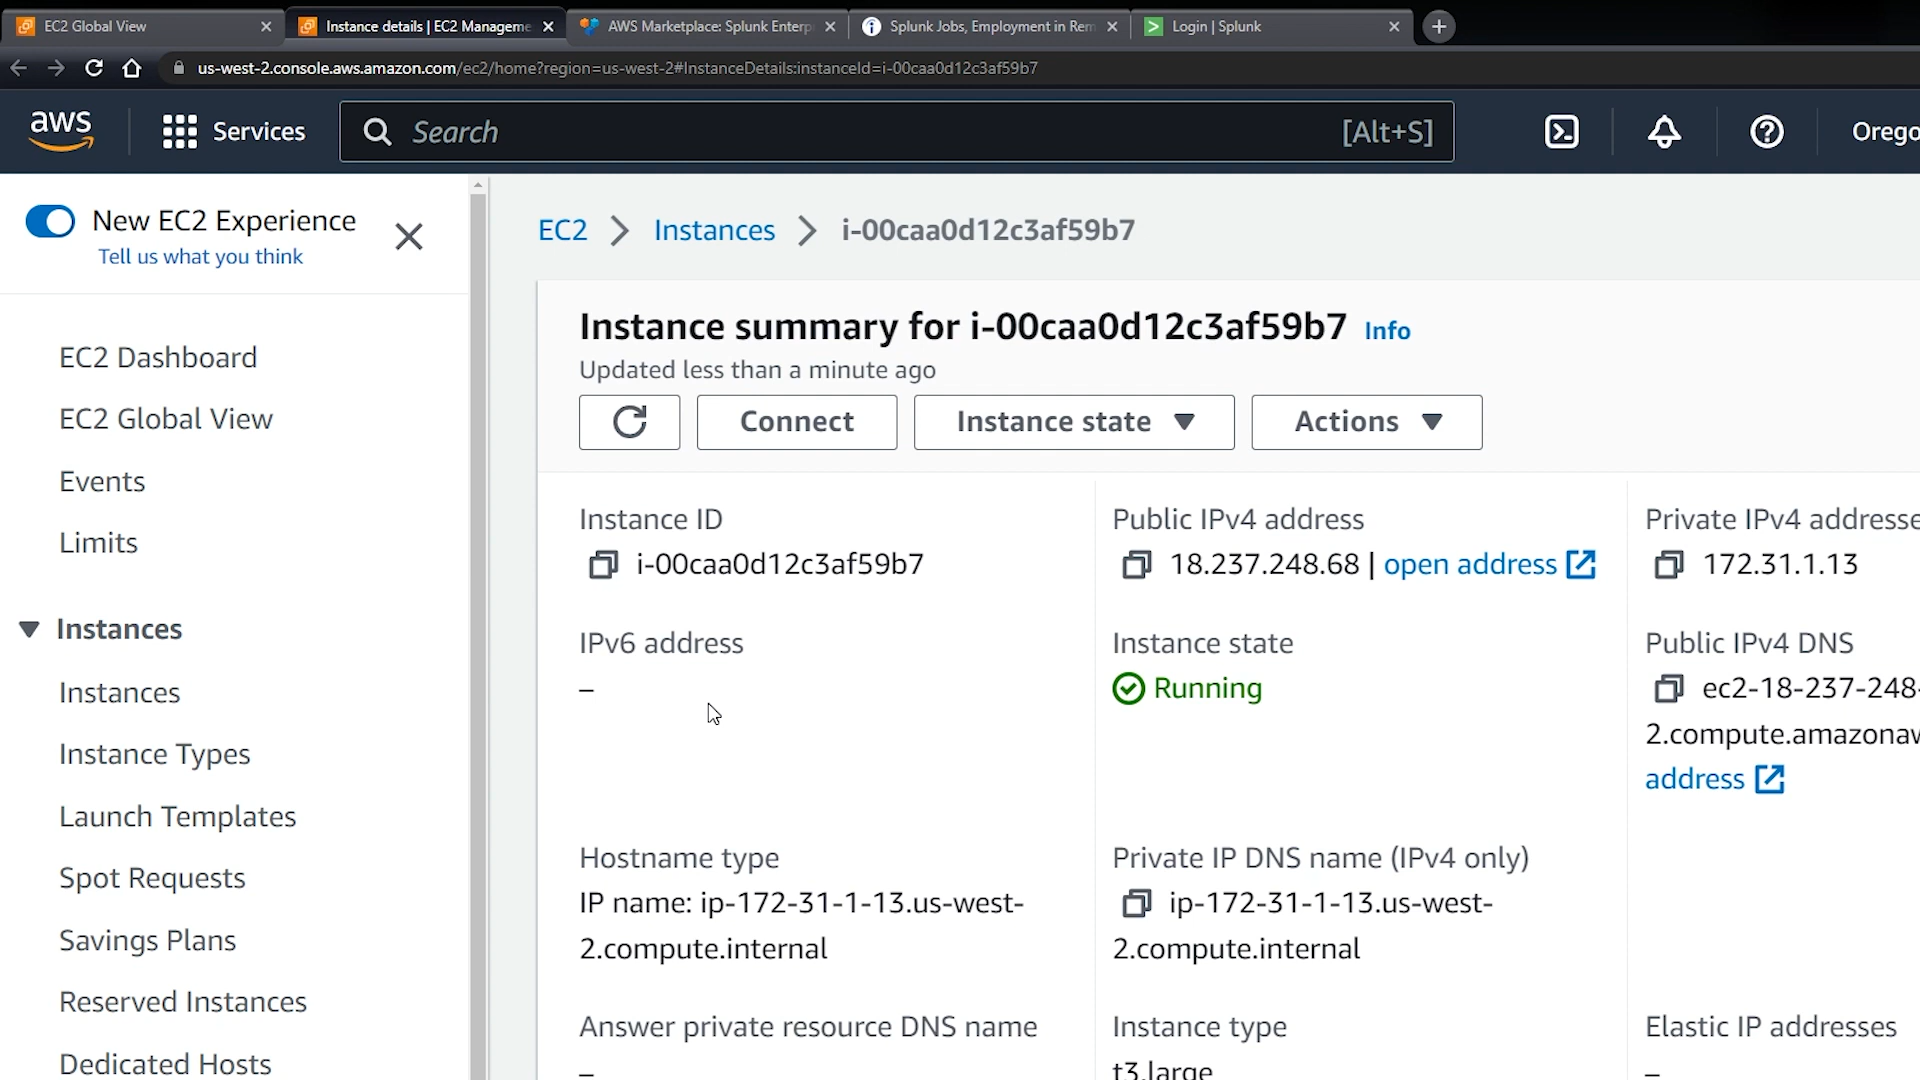 EC2 Global View
Instance details | EC2 Manageme
AWS Marketplace: Splunk Enterp
Splunk Jobs, Employment in Rem
Login | Splunk
us-west-2.console.aws.amazon.com/ec2/home?region=us-west-2#InstanceDetails:instanceId=i-00caa0d12c3af59b7
aws
Services
Search
[Alt+S]
Orego
New EC2 Experience
Tell us what you think
EC2 Dashboard
EC2 Global View
Events
Limits
Instances
Instances
Instance Types
Launch Templates
Spot Requests
Savings Plans
Reserved Instances
Dedicated Hosts
EC2 > Instances > i-00caa0d12c3af59b7
Instance summary for i-00caa0d12c3af59b7 Info
Updated less than a minute ago
Connect
Instance state
Actions
Instance ID
i-00caa0d12c3af59b7
Public IPv4 address
18.237.248.68 | open address
Private IPv4 addresse
172.31.1.13
IPv6 address
–
Instance state
Running
Public IPv4 DNS
ec2-18-237-248-
2.compute.amazonaw
address
Hostname type
IP name: ip-172-31-1-13.us-west-
2.compute.internal
Private IP DNS name (IPv4 only)
ip-172-31-1-13.us-west-
2.compute.internal
Answer private resource DNS name
–
Instance type
t3.large
Elastic IP addresses
–